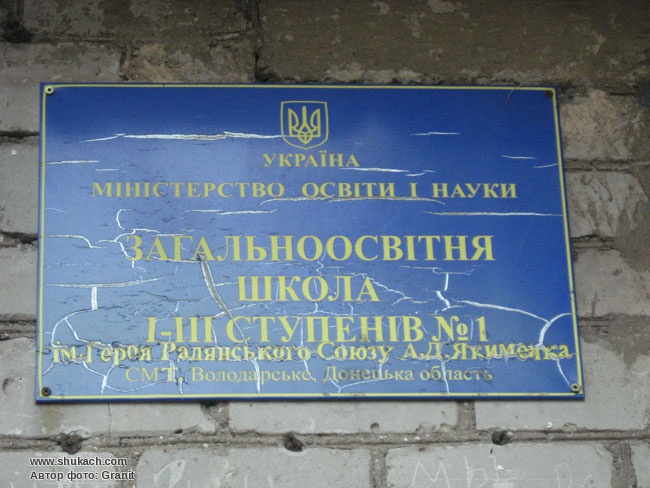 УКРАЇНА
МІНІСТЕРСТВО ОСВІТИ І НАУКИ
ЗАГАЛЬНООСВІТНЯ
ШКОЛА
І-ІІІ СТУПЕНІВ №1
ім. Героя Радянського Союзу А.Д.Якименка
СМТ, Володарське, Донецька область
www.shukach.com
Автор фото: Granit